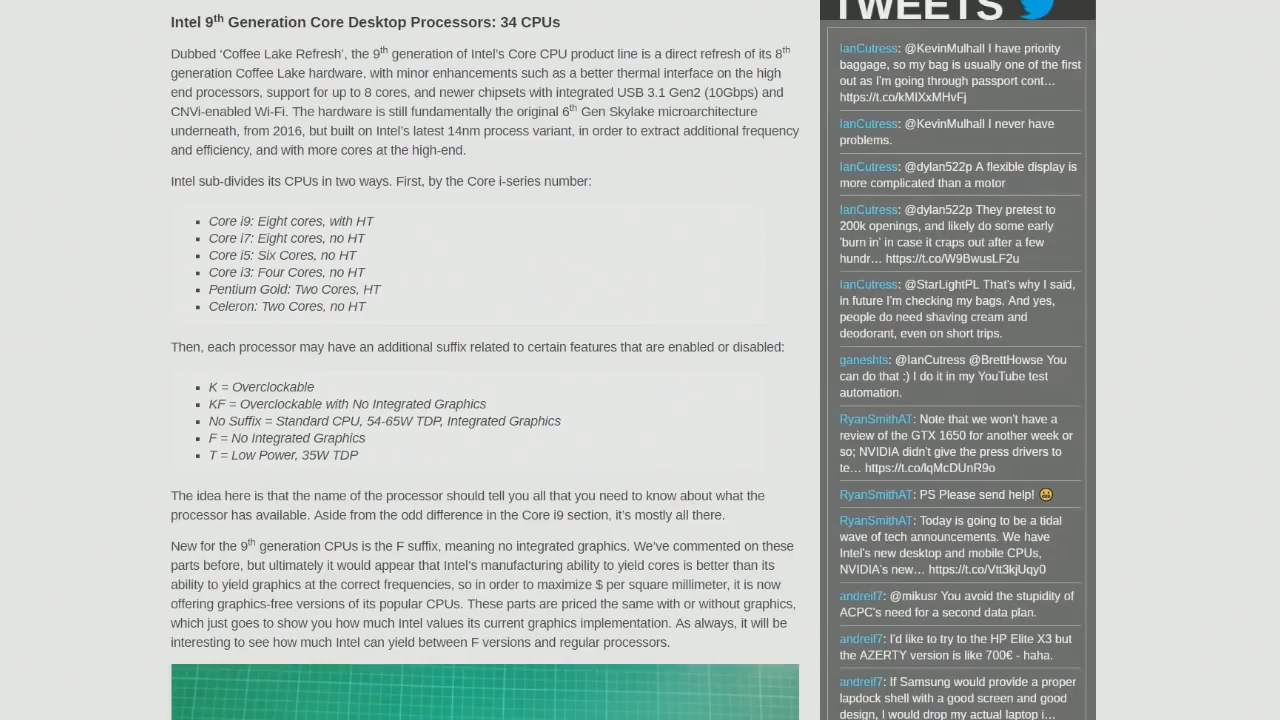 Intel 9th Generation Core Desktop Processors: 34 CPUs
Dubbed ‘Coffee Lake Refresh’, the 9th generation of Intel’s Core CPU product line is a direct refresh of its 8th
generation Coffee Lake hardware, with minor enhancements such as a better thermal interface on the high
end processors, support for up to 8 cores, and newer chipsets with integrated USB 3.1 Gen2 (10Gbps) and
CNVi-enabled Wi-Fi. The hardware is still fundamentally the original 6th Gen Skylake microarchitecture
underneath, from 2016, but built on Intel’s latest 14nm process variant, in order to extract additional frequency
and efficiency, and with more cores at the high-end.
Intel sub-divides its CPUs in two ways. First, by the Core i-series number:
Core i9: Eight cores, with HT
Core i7: Eight cores, no HT
Core i5: Six Cores, no HT
Core i3: Four Cores, no HT
Pentium Gold: Two Cores, HT
Celeron: Two Cores, no HT
Then, each processor may have an additional suffix related to certain features that are enabled or disabled:
K = Overclockable
KF = Overclockable with No Integrated Graphics
No Suffix = Standard CPU, 54-65W TDP, Integrated Graphics
F = No Integrated Graphics
T = Low Power, 35W TDP
The idea here is that the name of the processor should tell you all that you need to know about what the
processor has available. Aside from the odd difference in the Core i9 section, it’s mostly all there.
New for the 9th generation CPUs is the F suffix, meaning no integrated graphics. We’ve commented on these
parts before, but ultimately it would appear that Intel’s manufacturing ability to yield cores is better than its
ability to yield graphics at the correct frequencies, so in order to maximize $ per square millimeter, it is now
offering graphics-free versions of its popular CPUs. These parts are priced the same with or without graphics,
which just goes to show you how much Intel values its current graphics implementation. As always, it will be
interesting to see how much Intel can yield between F versions and regular processors.
TWEETS
IanCutress: @KevinMulhall I have priority
baggage, so my bag is usually one of the first
out as I'm going through passport cont…
https://t.co/kMIXxMHvFj
IanCutress: @KevinMulhall I never have
problems.
IanCutress: @dylan522p A flexible display is
more complicated than a motor
IanCutress: @dylan522p They pretest to
200k openings, and likely do some early
'burn in' in case it craps out after a few
hundr… https://t.co/W9BwusLF2u
IanCutress: @StarLightPL That's why I said,
in future I'm checking my bags. And yes,
people do need shaving cream and
deodorant, even on short trips.
ganeshts: @IanCutress @BrettHowse You
can do that :) I do it in my YouTube test
automation.
RyanSmithAT: Note that we won't have a
review of the GTX 1650 for another week or
so; NVIDIA didn't give the press drivers to
te… https://t.co/lqMcDUnR9o
RyanSmithAT: PS Please send help!
RyanSmithAT: Today is going to be a tidal
wave of tech announcements. We have
Intel's new desktop and mobile CPUs,
NVIDIA's new… https://t.co/Vtt3kjUqy0
andreif7: @mikusr You avoid the stupidity of
ACPC's need for a second data plan.
andreif7: I'd like to try to the HP Elite X3 but
the AZERTY version is like 700€ - haha.
andreif7: If Samsung would provide a proper
lapdock shell with a good screen and good
design, I would drop my actual laptop i…